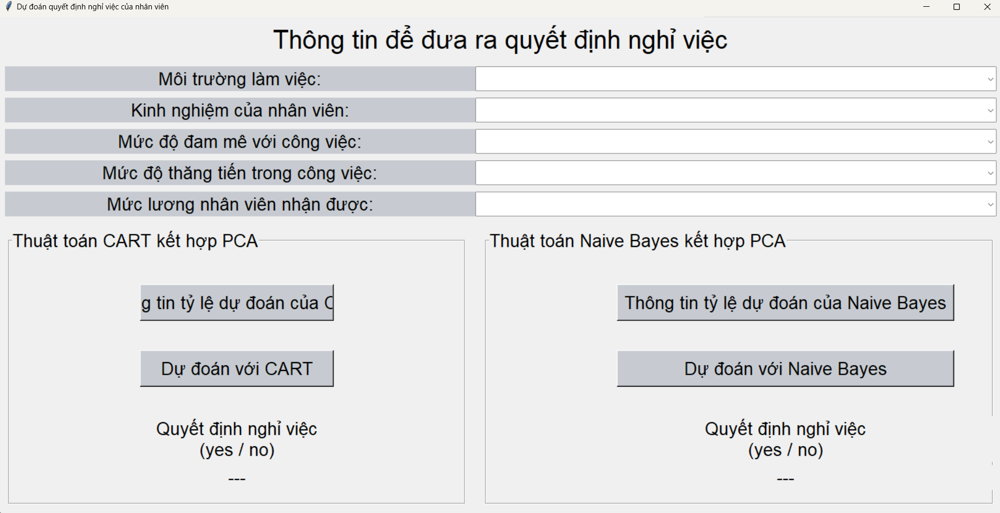 Dự đoán quyết định nghỉ việc của nhân viên
Thông tin để đưa ra quyết định nghỉ việc
Môi trường làm việc:
Kinh nghiệm của nhân viên:
Mức độ đam mê với công việc:
Mức độ thăng tiến trong công việc:
Mức lương nhân viên nhận được:
Thuật toán CART kết hợp PCA
g tin tỷ lệ dự đoán của C
Dự đoán với CART
Quyết định nghỉ việc
(yes / no)
---
Thuật toán Naive Bayes kết hợp PCA
Thông tin tỷ lệ dự đoán của Naive Bayes
Dự đoán với Naive Bayes
Quyết định nghỉ việc
(yes / no)
---